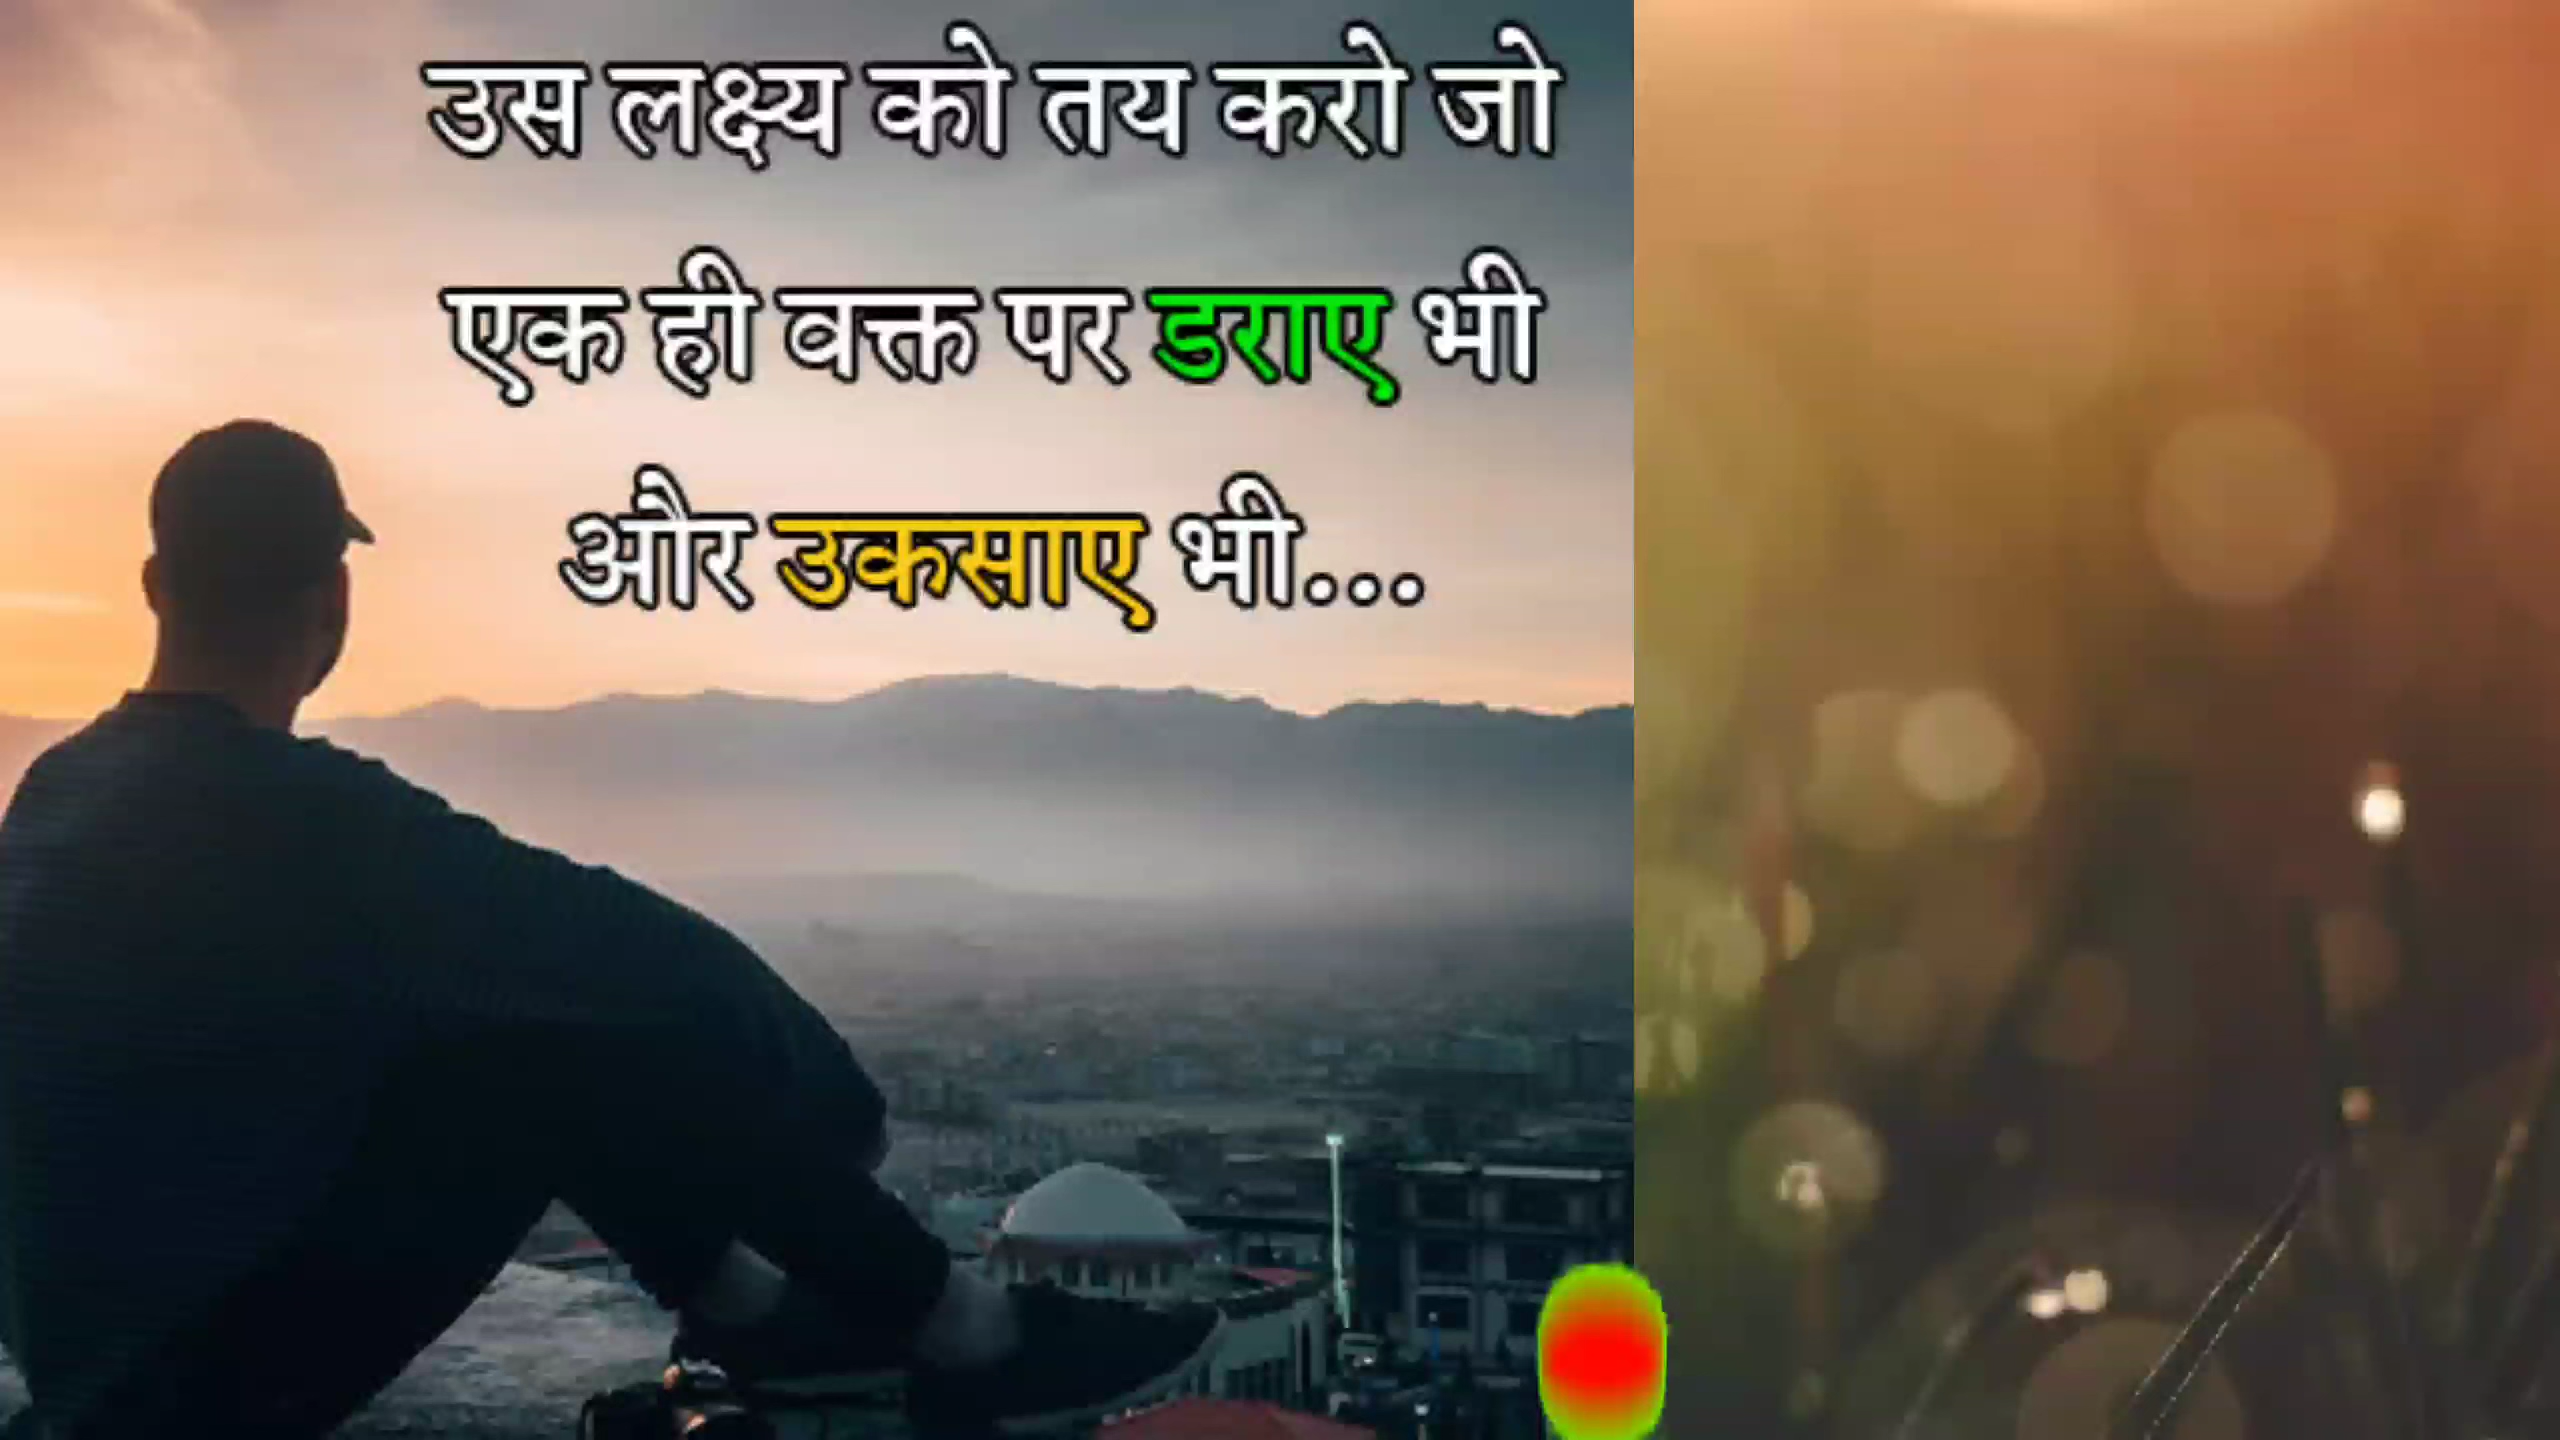 उस लक्ष्य को तय करो जो
एक ही वक्त पर डराए भी
और उकसाए भी...